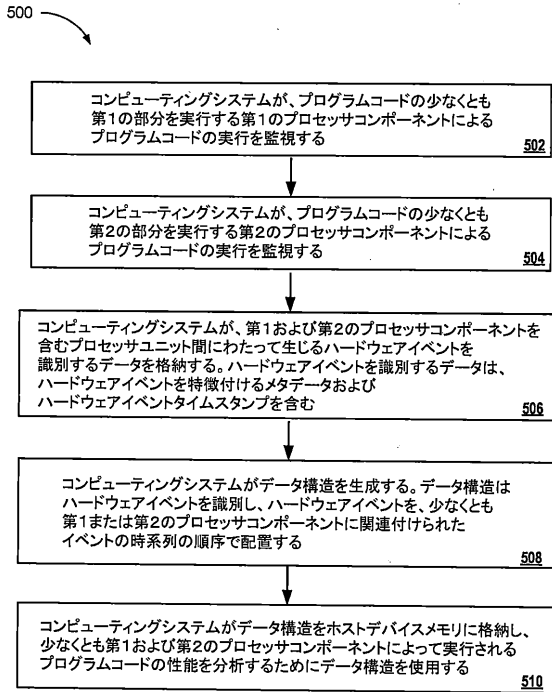 500
コンピューティングシステムが、プログラムコードの少なくとも
第1の部分を実行する第1のプロセッサコンポーネントによる
プログラムコードの実行を監視する
502
コンピューティングシステムが、プログラムコードの少なくとも
第2の部分を実行する第2のプロセッサコンポーネントによる
プログラムコードの実行を監視する
504
コンピューティングシステムが、第1および第2のプロセッサコンポーネントを
含むプロセッサユニット間にわたって生じるハードウェアイベントを
識別するデータを格納する。ハードウェアイベントを識別するデータは、
ハードウェアイベントを特徴付けるメタデータおよび
ハードウェアイベントタイムスタンプを含む
506
コンピューティングシステムがデータ構造を生成する。データ構造は
ハードウェアイベントを識別し、ハードウェアイベントを、少なくとも
第1または第2のプロセッサコンポーネントに関連付けられた
イベントの時系列の順序で配置する
508
コンピューティングシステムがデータ構造をホストデバイスメモリに格納し、
少なくとも第1および第2のプロセッサコンポーネントによって実行される
プログラムコードの性能を分析するためにデータ構造を使用する
510